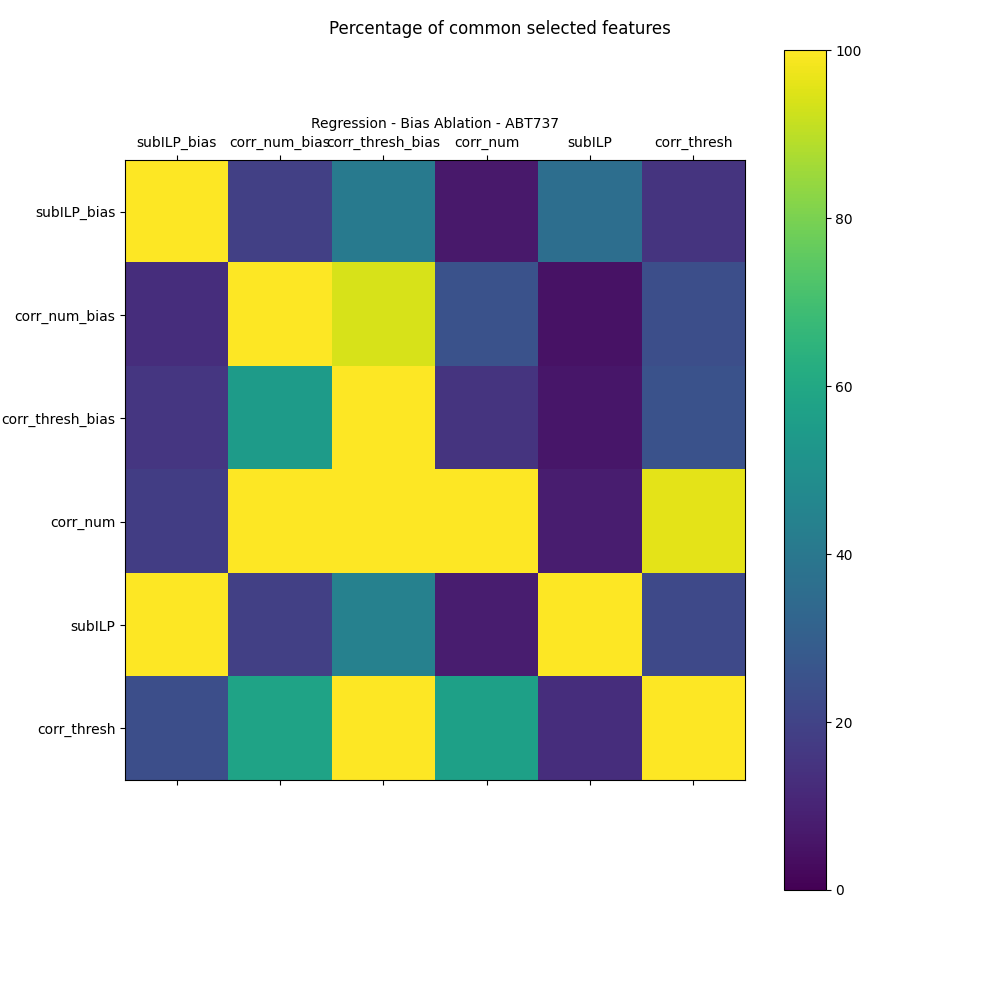 Percentage of common selected features
Regression - Bias Ablation - ABT737
subILP_bias corr_num_bias corr_thresh_bias corr_num subILP corr_thresh
subILP_bias
corr_num_bias
corr_thresh_bias
corr_num
subILP
corr_thresh
100
80
60
40
20
0